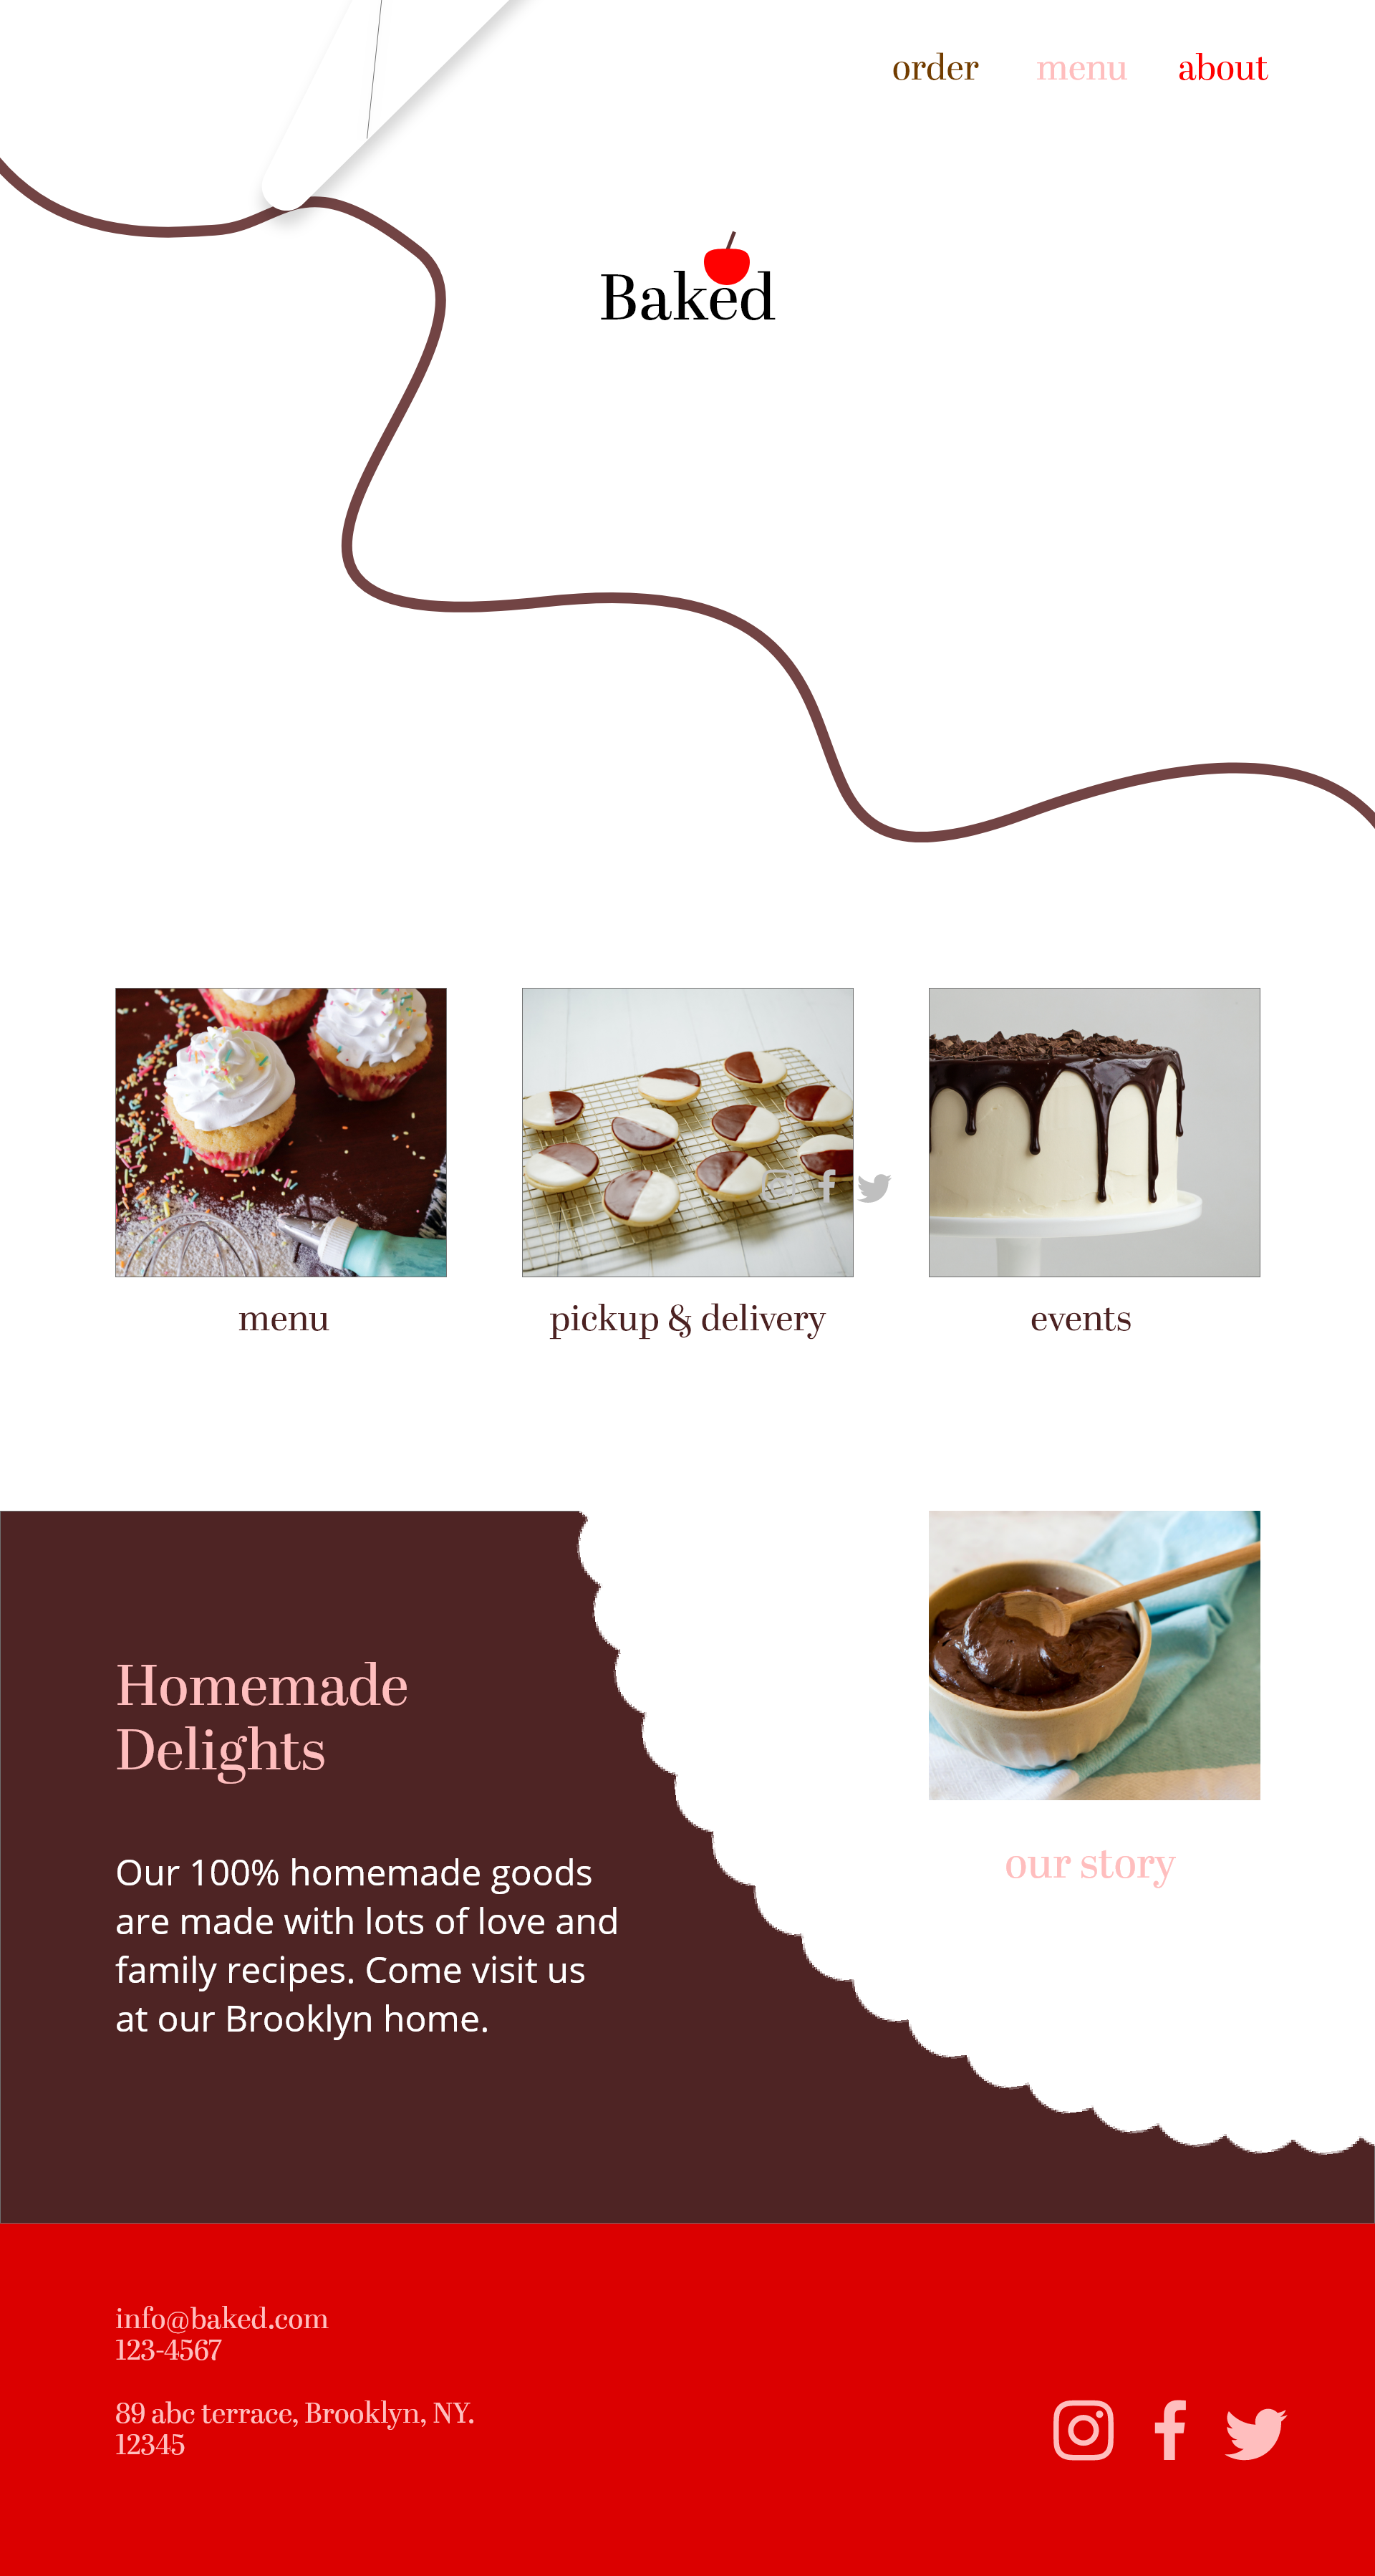 order menu about
Baked
menu
pickup & delivery
events
Homemade
Delights
Our 100% homemade goods
are made with lots of love and
family recipes. Come visit us
at our Brooklyn home.
our story
info@baked.com
123-4567
89 abc terrace, Brooklyn, NY.
12345